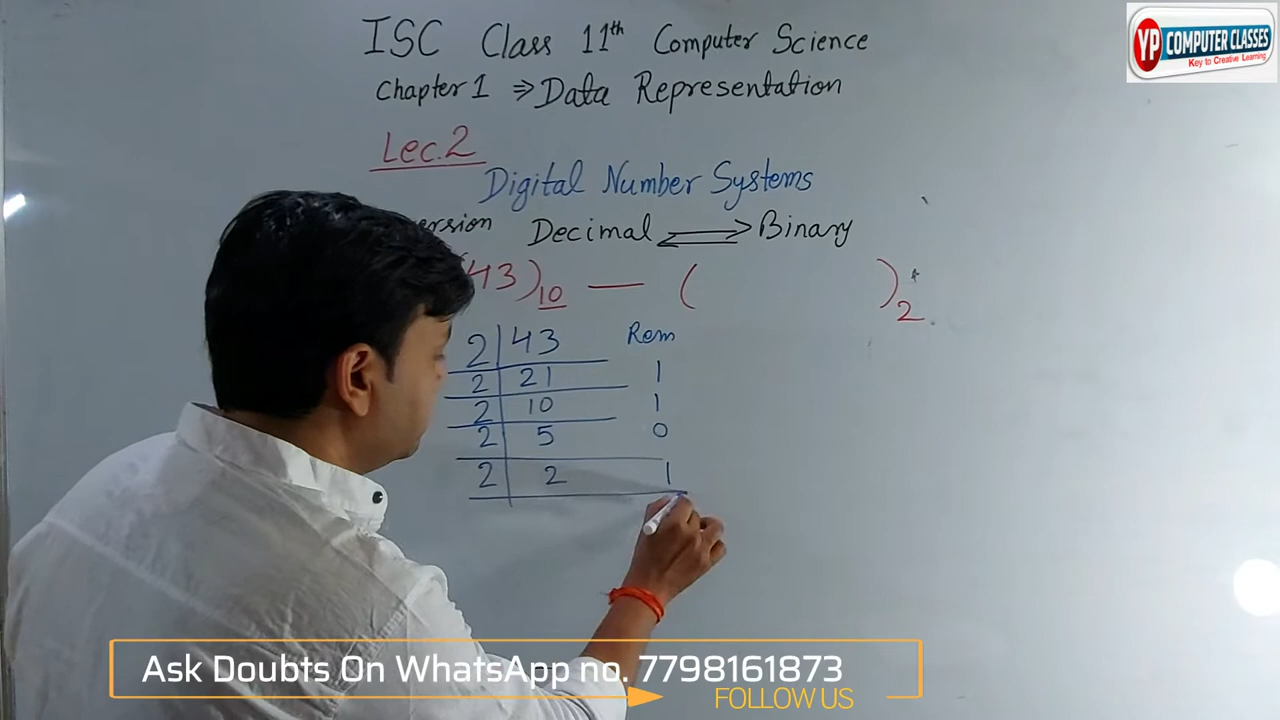 ISC Class 11th Computer Science
Chapter 1 ⇒ Data Representation
Lec.2
Digital Number Systems
ersion Decimal ⇌ Binary
43)10 — ( )2
2 | 43 Rem
2 | 21 1
2 | 10 1
2 | 5 0
2 | 2 1
YP COMPUTER CLASSES
Key to Creative Learning
Ask Doubts On WhatsApp no. 7798161873
FOLLOW US